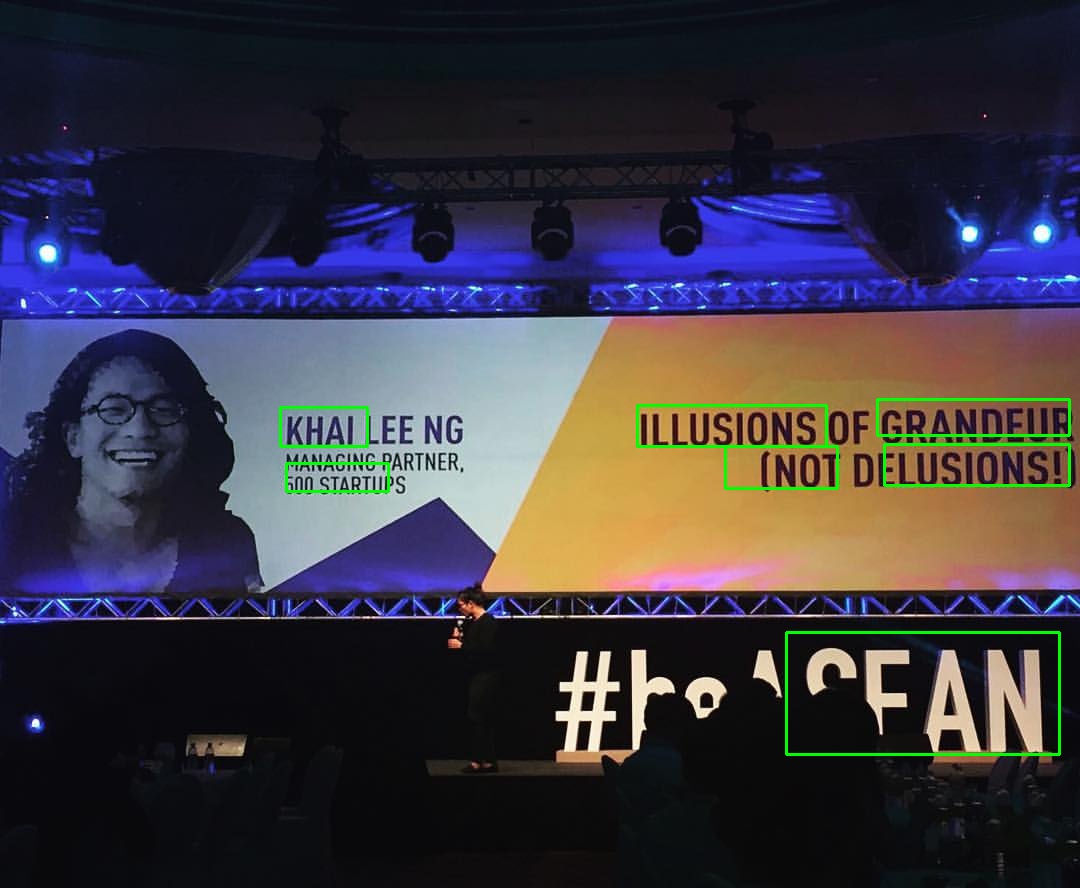 KHAI LEE NG
MANAGING PARTNER,
500 STARTUPS
ILLUSIONS OF GRANDEUR
(NOT DELUSIONS!)
#beASEAN